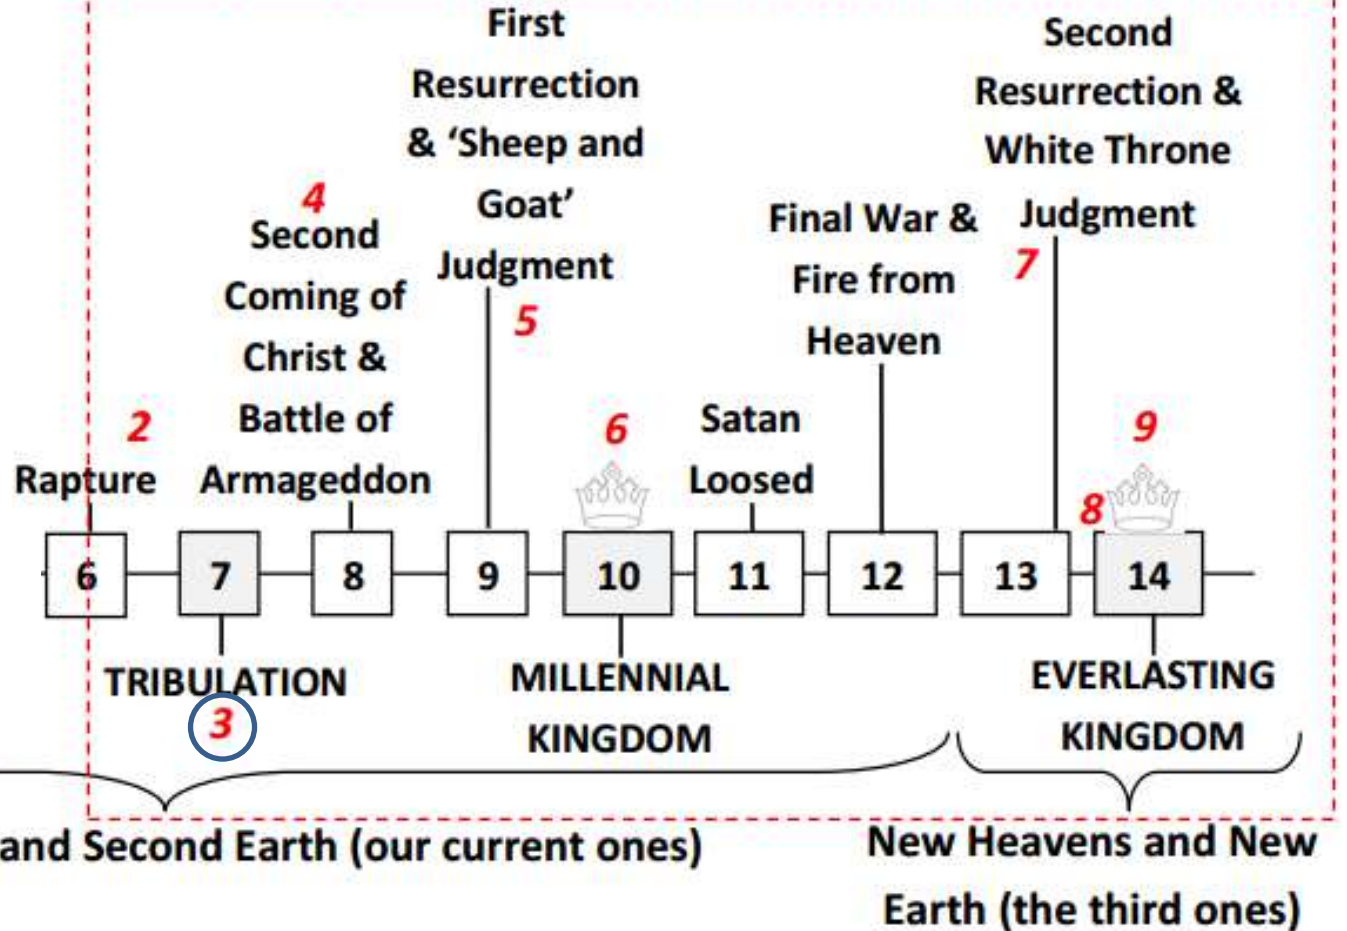 First
Resurrection
& ‘Sheep and
Goat’
Judgment
5
Second
Resurrection &
White Throne
Judgment
7
4
Second
Coming of
Christ &
Battle of
Armageddon
Final War &
Fire from
Heaven
2
Rapture
6
Satan
Loosed
9
8
6 7 8 9 10 11 12 13 14
TRIBULATION
3
MILLENNIAL
KINGDOM
EVERLASTING
KINGDOM
and Second Earth (our current ones)
New Heavens and New
Earth (the third ones)